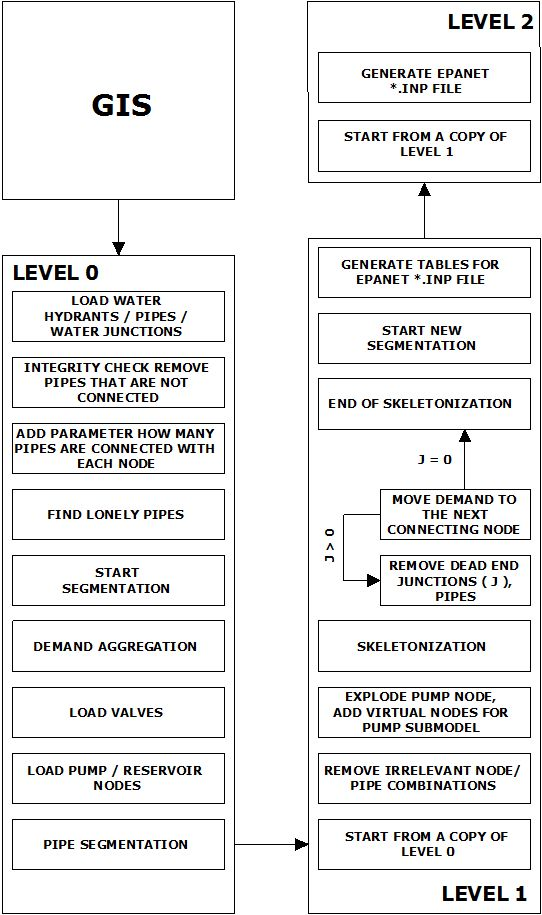 GIS
LEVEL 0
LOAD WATER
HYDRANTS / PIPES /
WATER JUNCTIONS
INTEGRITY CHECK REMOVE
PIPES THAT ARE NOT
CONNECTED
ADD PARAMETER HOW MANY
PIPES ARE CONNECTED WITH
EACH NODE
FIND LONELY PIPES
START
SEGMENTATION
DEMAND AGGREGATION
LOAD VALVES
LOAD PUMP / RESERVOIR
NODES
PIPE SEGMENTATION
LEVEL 2
GENERATE EPANET
*.INP FILE
START FROM A COPY OF
LEVEL 1
GENERATE TABLES FOR
EPANET *.INP FILE
START NEW
SEGMENTATION
END OF SKELETONIZATION
J = 0
MOVE DEMAND TO
THE NEXT
CONNECTING NODE
J > 0
REMOVE DEAD END
JUNCTIONS ( J ),
PIPES
SKELETONIZATION
EXPLODE PUMP NODE,
ADD VIRTUAL NODES FOR
PUMP SUBMODEL
REMOVE IRRELEVANT NODE/
PIPE COMBINATIONS
START FROM A COPY OF
LEVEL 0
LEVEL 1